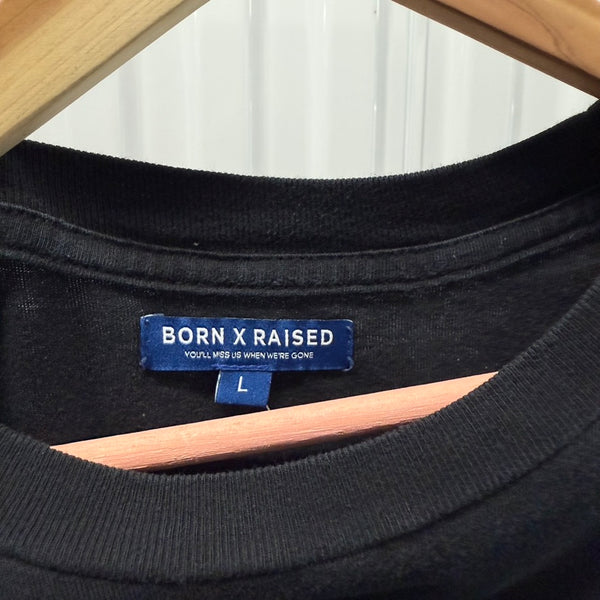 BORN X RAISED
YOU'LL MISS US WHEN WE'RE GONE
L